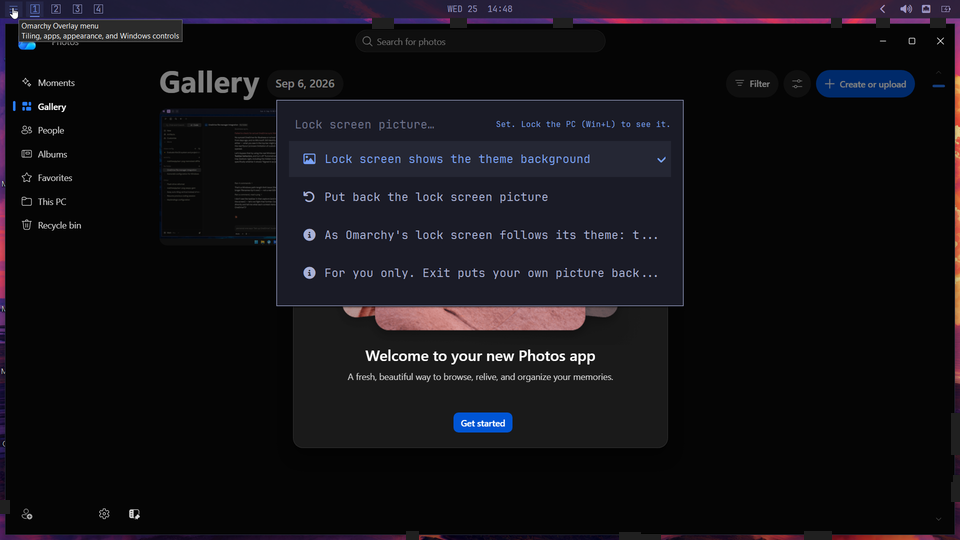 1 2 3 4
WED 25 14:48
Omarchy Overlay menu
Tiling, apps, appearance, and Windows controls
Photos
Search for photos
Moments
Gallery
People
Albums
Favorites
This PC
Recycle bin
Gallery
Sep 6, 2026
Filter
Create or upload
Lock screen picture…
Set. Lock the PC (Win+L) to see it.
Lock screen shows the theme background
Put back the lock screen picture
As Omarchy's lock screen follows its theme: t...
For you only. Exit puts your own picture back...
Welcome to your new Photos app
A fresh, beautiful way to browse, relive, and organize your memories.
Get started